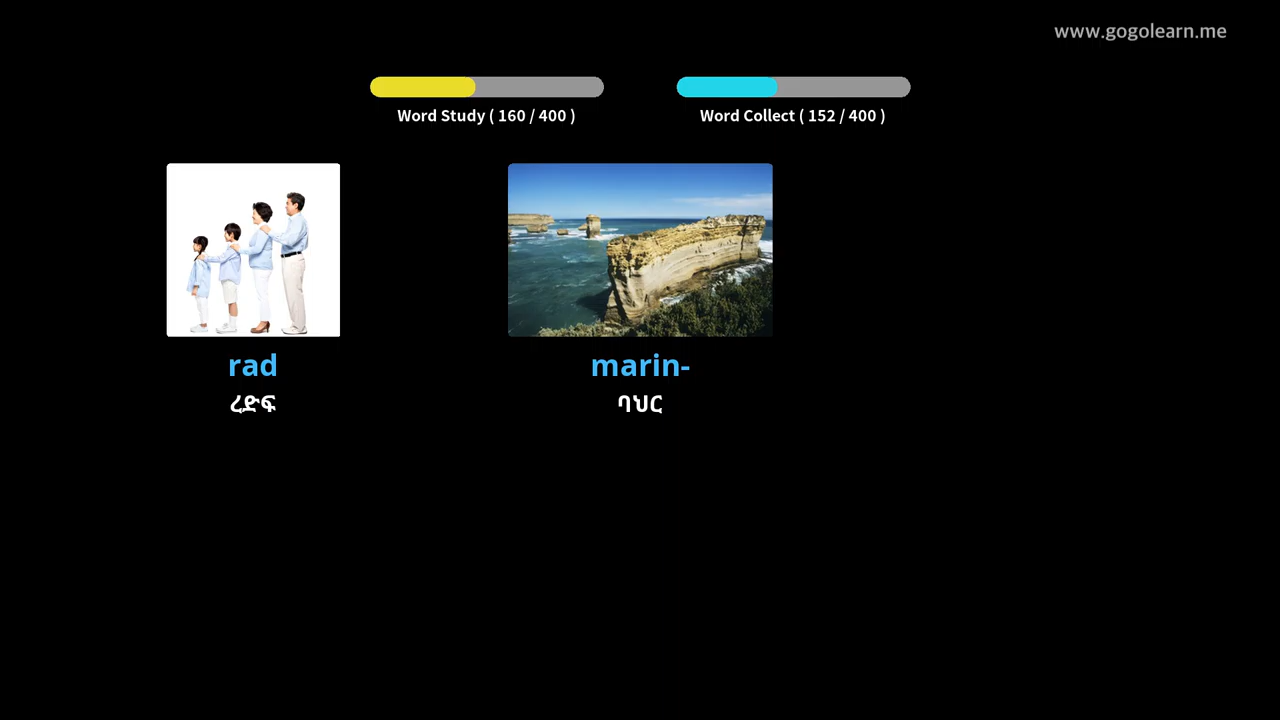 www.gogolearn.me
Word Study ( 160 / 400 )
Word Collect ( 152 / 400 )
rad
ረድፍ
marin-
ባህር